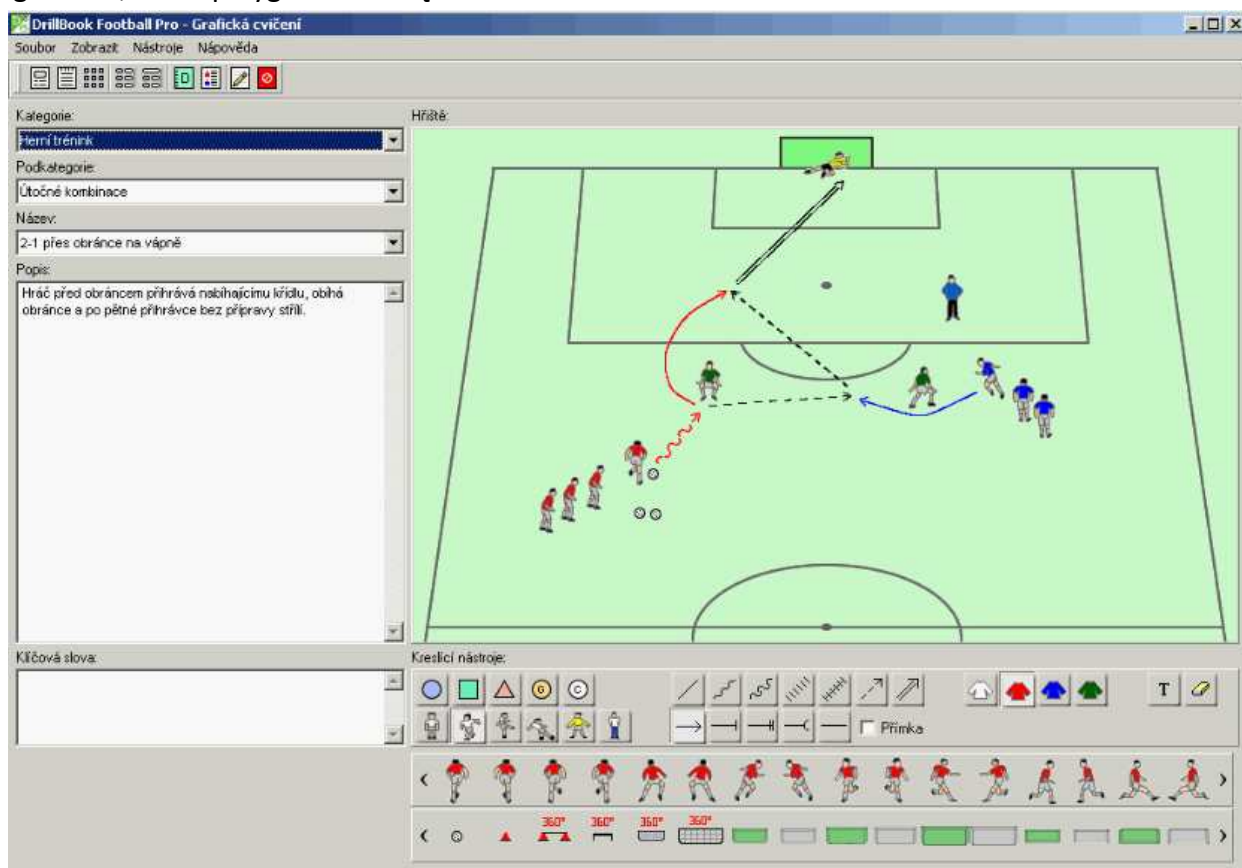 DrillBook Football Pro - Grafická cvičení
Soubor Zobrazit Nástroje Nápověda
Kategorie:
Herní trénink
Podkategorie:
Útočné kombinace
Název:
2-1 přes obránce na vápně
Popis:
Hráč před obráncem přihrává nabíhajícímu křídlu, obíhá
obránce a po pětné přihrávce bez přípravy střílí.
Klíčová slova:
Hřiště:
Kreslicí nástroje:
G C T
Přímka
360° 360° 360° 360°